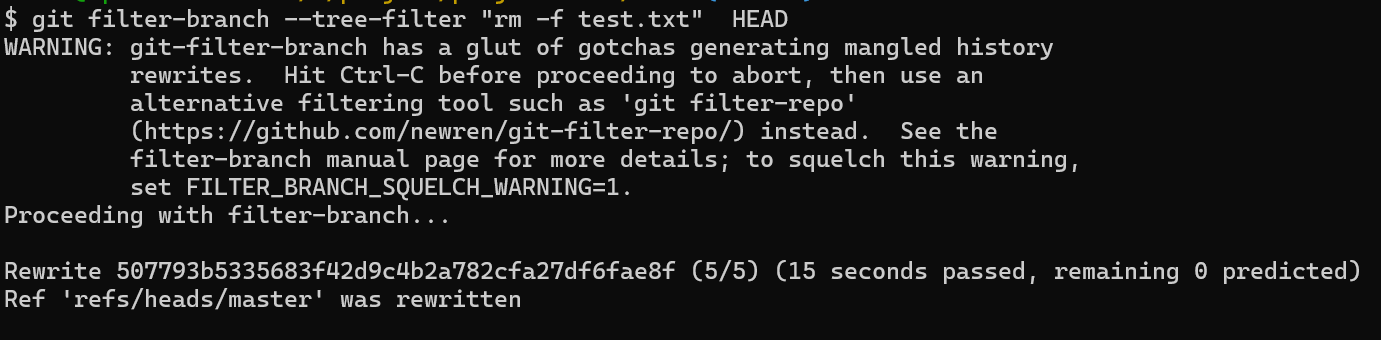 $ git filter-branch --tree-filter "rm -f test.txt"  HEAD
WARNING: git-filter-branch has a glut of gotchas generating mangled history
         rewrites.  Hit Ctrl-C before proceeding to abort, then use an
         alternative filtering tool such as 'git filter-repo'
         (https://github.com/newren/git-filter-repo/) instead.  See the
         filter-branch manual page for more details; to squelch this warning,
         set FILTER_BRANCH_SQUELCH_WARNING=1.
Proceeding with filter-branch...

Rewrite 507793b5335683f42d9c4b2a782cfa27df6fae8f (5/5) (15 seconds passed, remaining 0 predicted)
Ref 'refs/heads/master' was rewritten